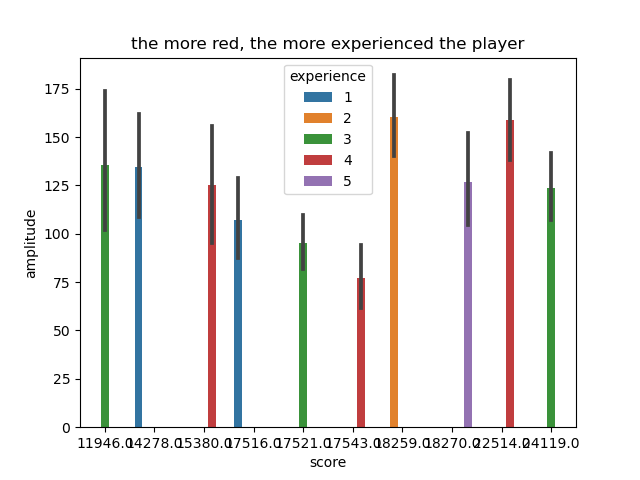 the more red, the more experienced the player
experience
1
2
3
4
5
175
150
125
100
75
50
25
0
amplitude
11946.0 14278.0 15380.0 17516.0 17521.0 17543.0 18259.0 18270.0 22514.0 24119.0
score